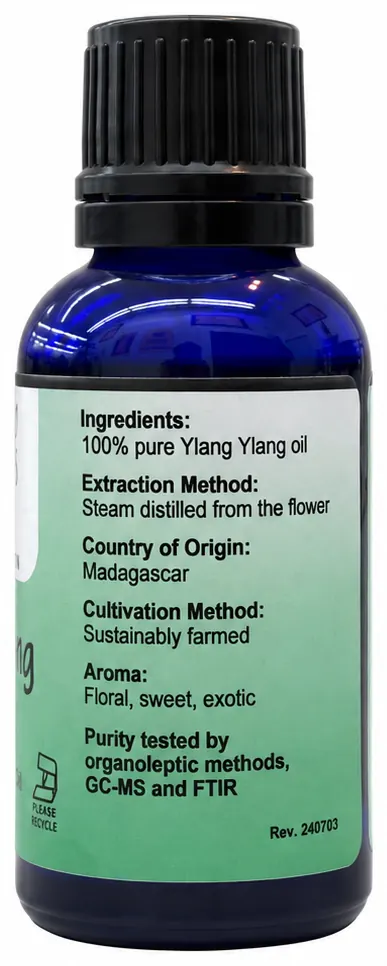 Ingredients:
100% pure Ylang Ylang oil
Extraction Method:
Steam distilled from the flower
Country of Origin:
Madagascar
Cultivation Method:
Sustainably farmed
Aroma:
Floral, sweet, exotic
Purity tested by
organoleptic methods,
GC-MS and FTIR
PLEASE
RECYCLE
Rev. 240703